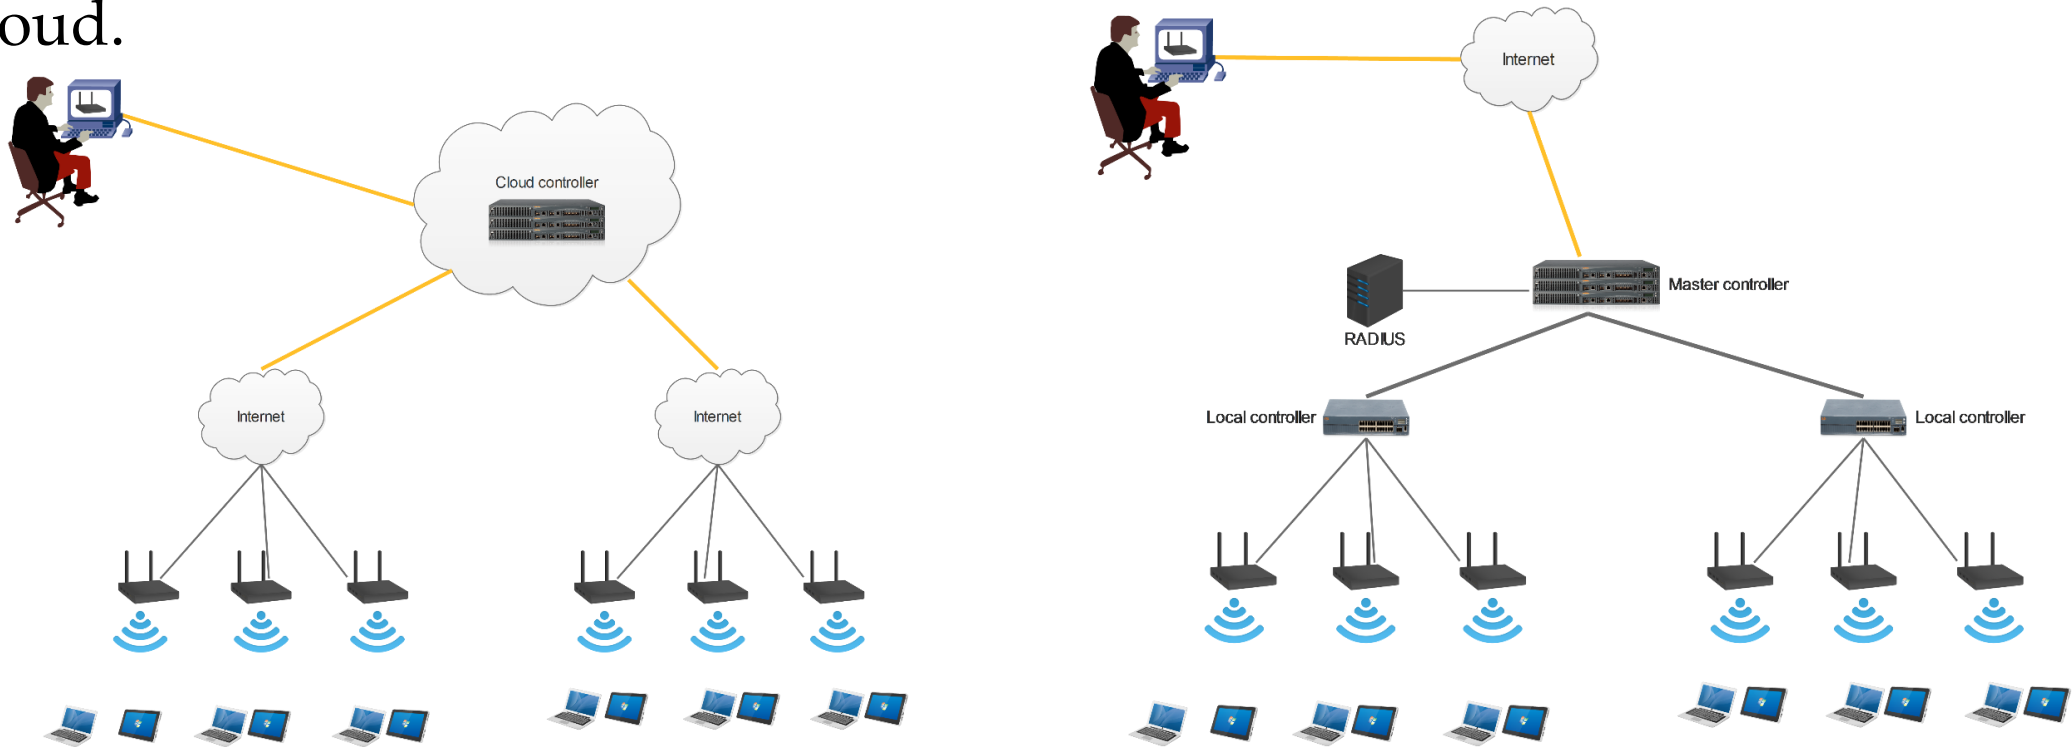 oud.
Cloud controller
Internet
Internet
Internet
Master controller
RADIUS
Local controller
Local controller